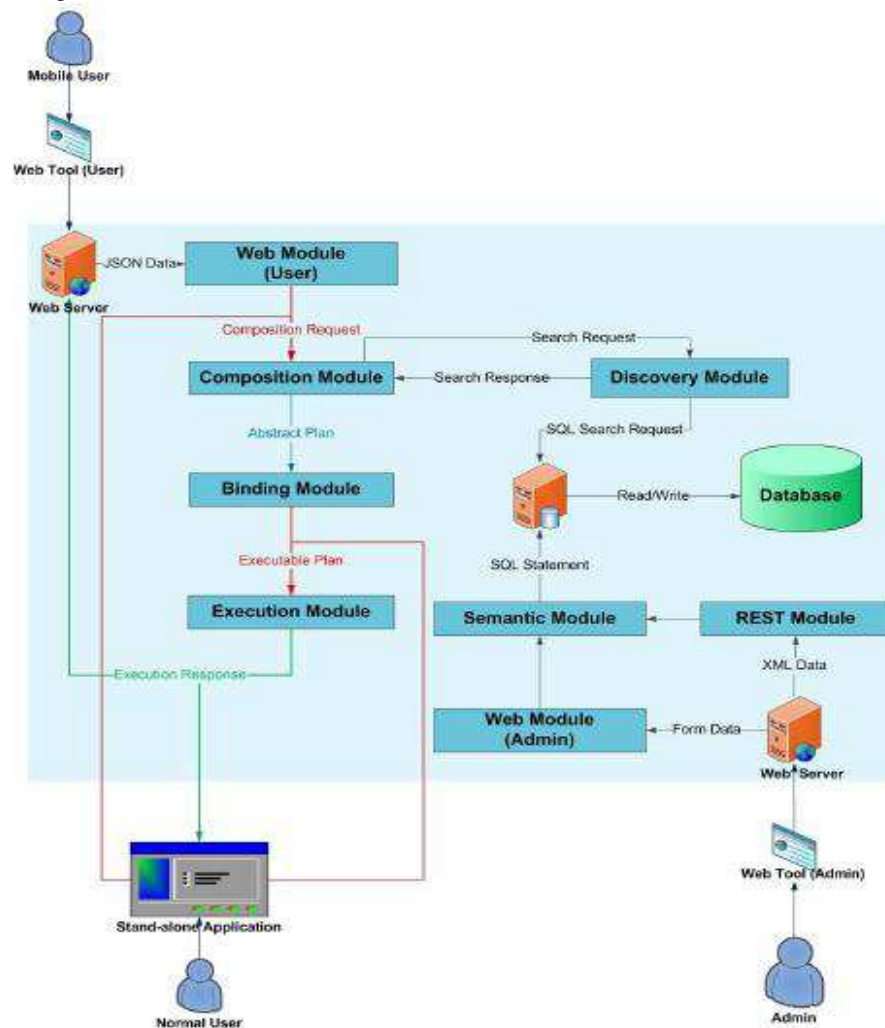 Mobile User
Web Tool (User)
Web Server
JSON Data
Web Module
(User)
Composition Request
Search Request
Composition Module
Search Response
Discovery Module
Abstract Plan
SQL Search Request
Binding Module
Read/Write
Database
Executable Plan
SQL Statement
Execution Module
Semantic Module
REST Module
Execution Response
XML Data
Web Module
(Admin)
Form Data
Web Server
Web Tool (Admin)
Stand-alone Application
Normal User
Admin